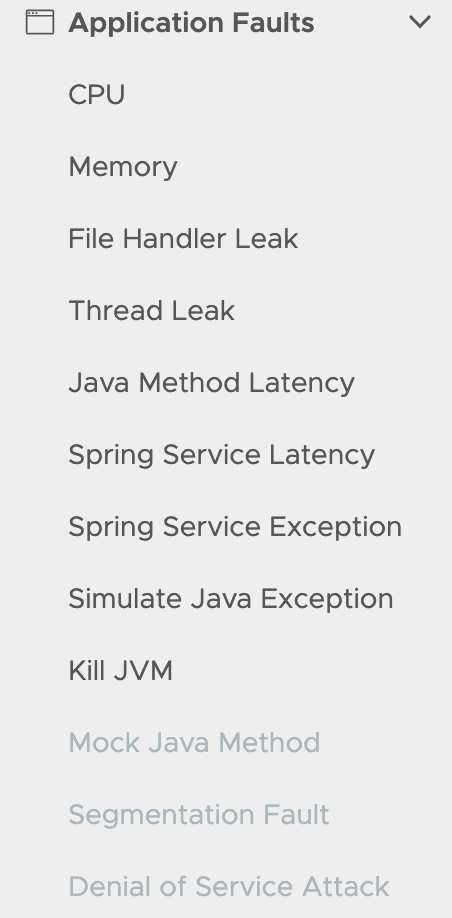 Application Faults
CPU
Memory
File Handler Leak
Thread Leak
Java Method Latency
Spring Service Latency
Spring Service Exception
Simulate Java Exception
Kill JVM
Mock Java Method
Segmentation Fault
Denial of Service Attack